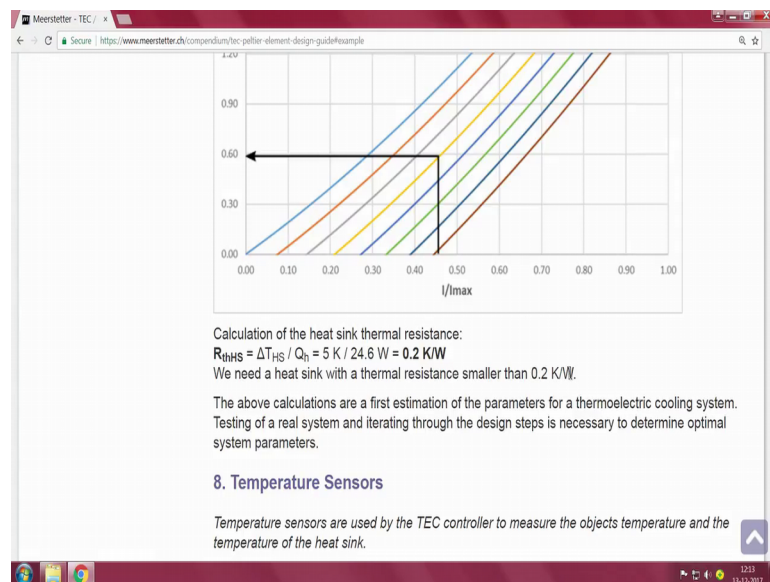 Meerstetter - TEC /
Secure | https://www.meerstetter.ch/compendium/tec-peltier-element-design-guide#example
1.20
0.90
0.60
0.30
0.00
0.00 0.10 0.20 0.30 0.40 0.50 0.60 0.70 0.80 0.90 1.00
I/Imax
Calculation of the heat sink thermal resistance:
RthHS = ΔTHS / Qh = 5 K / 24.6 W = 0.2 K/W
We need a heat sink with a thermal resistance smaller than 0.2 K/W.
The above calculations are a first estimation of the parameters for a thermoelectric cooling system.
Testing of a real system and iterating through the design steps is necessary to determine optimal
system parameters.
8. Temperature Sensors
Temperature sensors are used by the TEC controller to measure the objects temperature and the
temperature of the heat sink.
12:13
13-12-2017